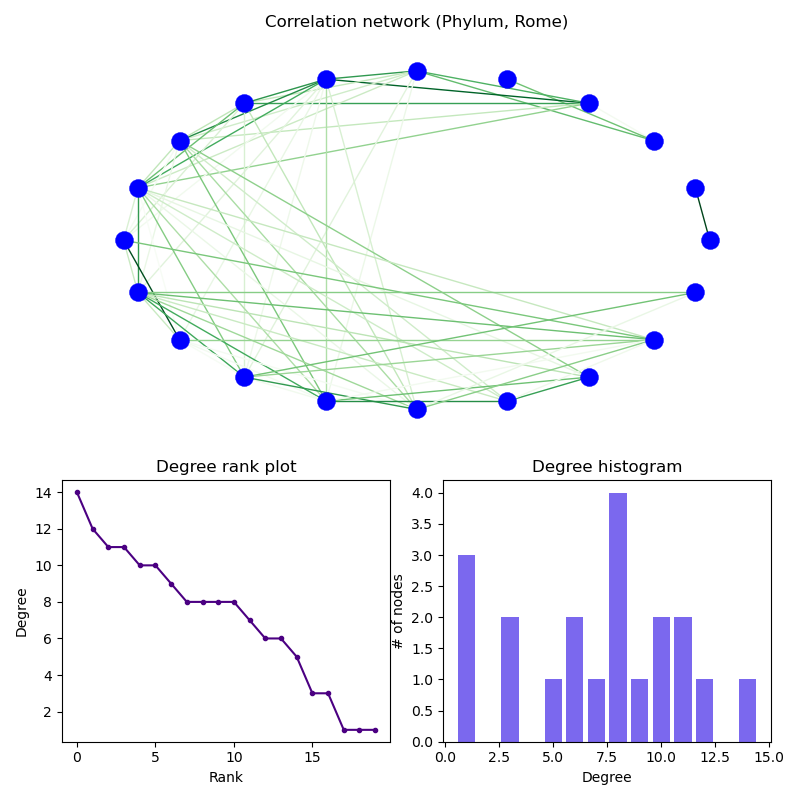 Correlation network (Phylum, Rome)
Degree rank plot
14
12
10
8
6
4
2
Degree
0 5 10 15
Rank
Degree histogram
4.0
3.5
3.0
2.5
2.0
1.5
1.0
0.5
0.0
# of nodes
0.0 2.5 5.0 7.5 10.0 12.5 15.0
Degree